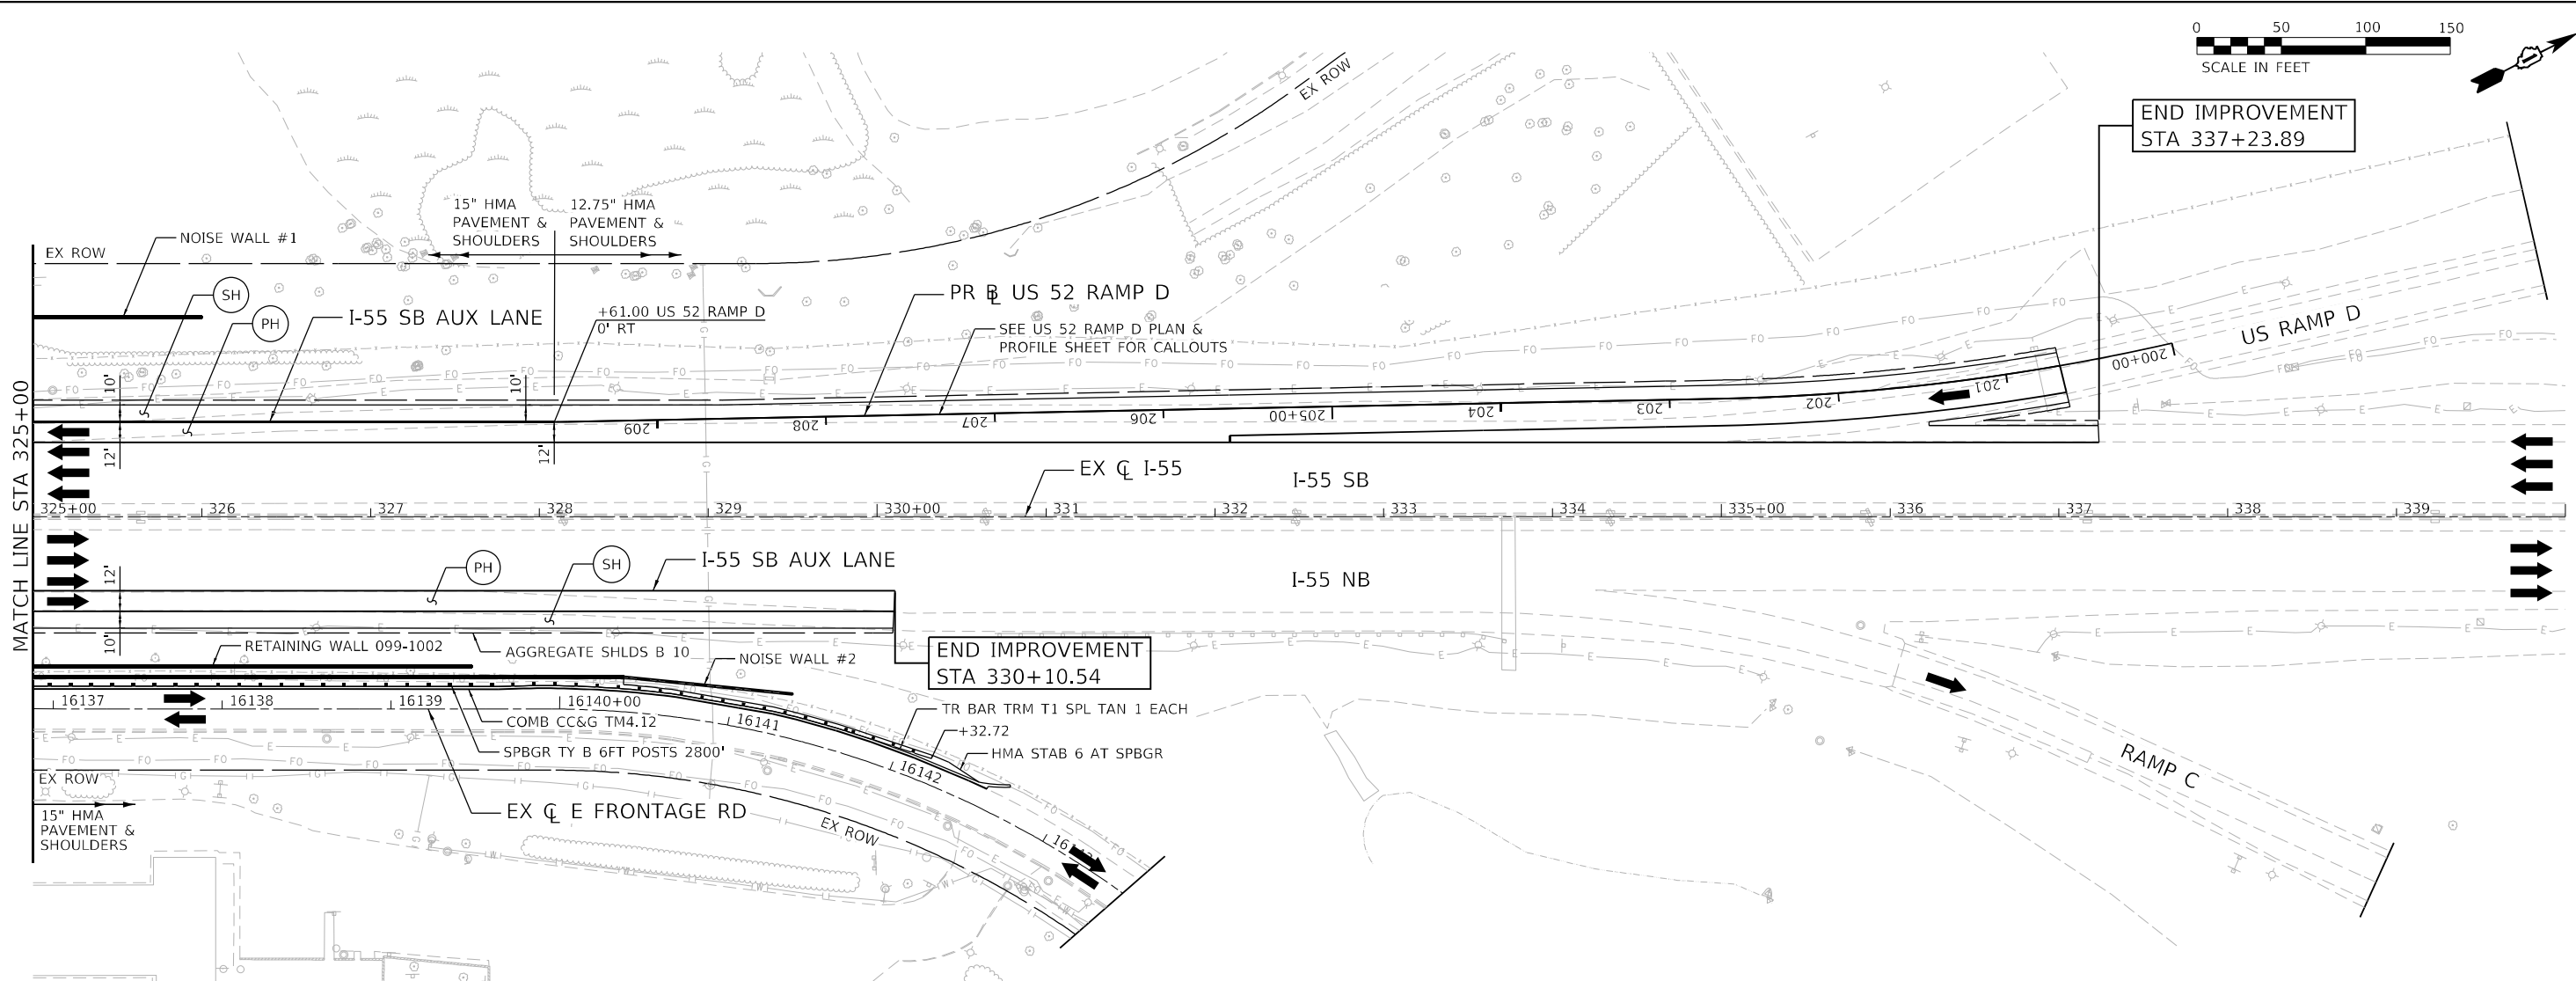 0 50 100 150
SCALE IN FEET
END IMPROVEMENT
STA 337+23.89
EX ROW
15" HMA
PAVEMENT &
SHOULDERS
12.75" HMA
PAVEMENT &
SHOULDERS
NOISE WALL #1
EX ROW
SH
PH
I-55 SB AUX LANE
+61.00 US 52 RAMP D
0' RT
PR BL US 52 RAMP D
SEE US 52 RAMP D PLAN &
PROFILE SHEET FOR CALLOUTS
US RAMP D
10'
12'
10'
12'
209 208 207 206 205+00 204 203 202 201 200+00
MATCH LINE STA 325+00
EX CL I-55
I-55 SB
325+00 326 327 328 329 330+00 331 332 333 334 335+00 336 337 338 339
12'
10'
PH
SH
I-55 SB AUX LANE
I-55 NB
RETAINING WALL 099-1002
AGGREGATE SHLDS B 10
NOISE WALL #2
END IMPROVEMENT
STA 330+10.54
16137 16138 16139 16140+00 16141 16142
COMB CC&G TM4.12
SPBGR TY B 6FT POSTS 2800'
TR BAR TRM T1 SPL TAN 1 EACH
+32.72
HMA STAB 6 AT SPBGR
EX ROW
15" HMA
PAVEMENT &
SHOULDERS
EX CL E FRONTAGE RD
EX ROW
RAMP C